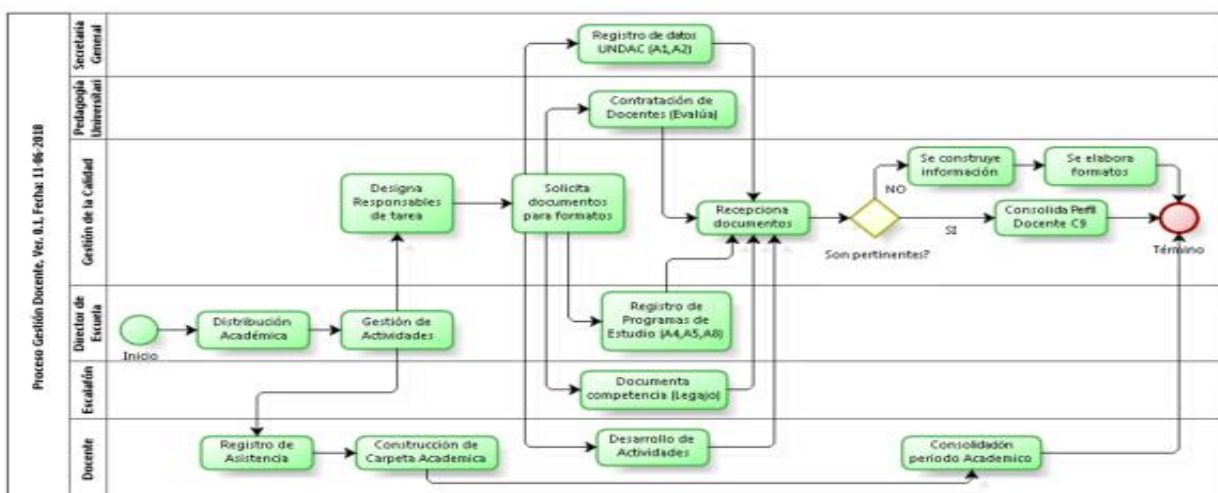 Proceso Gestión Docente, Ver. 0.1, Fecha: 11-06-2018
Secretaria
General
Registro de datos
UNDAC (A1,A2)
Pedagogía
Universitari
Contratación de
Docentes (Evalúa)
Gestión de la Calidad
Designa
Responsables
de tarea
Solicita
documentos
para formatos
Recepciona
documentos
Son pertinentes?
NO
SI
Se construye
información
Se elabora
formatos
Consolida Perfil
Docente C9
Término
Director de
Escuela
Inicio
Distribución
Académica
Gestión de
Actividades
Registro de
Programas de
Estudio (A4,A5,A8)
Escalafón
Documenta
competencia (Legajo)
Docente
Registro de
Asistencia
Construcción de
Carpeta Academica
Desarrollo de
Actividades
Consolidadón
periodo Academico